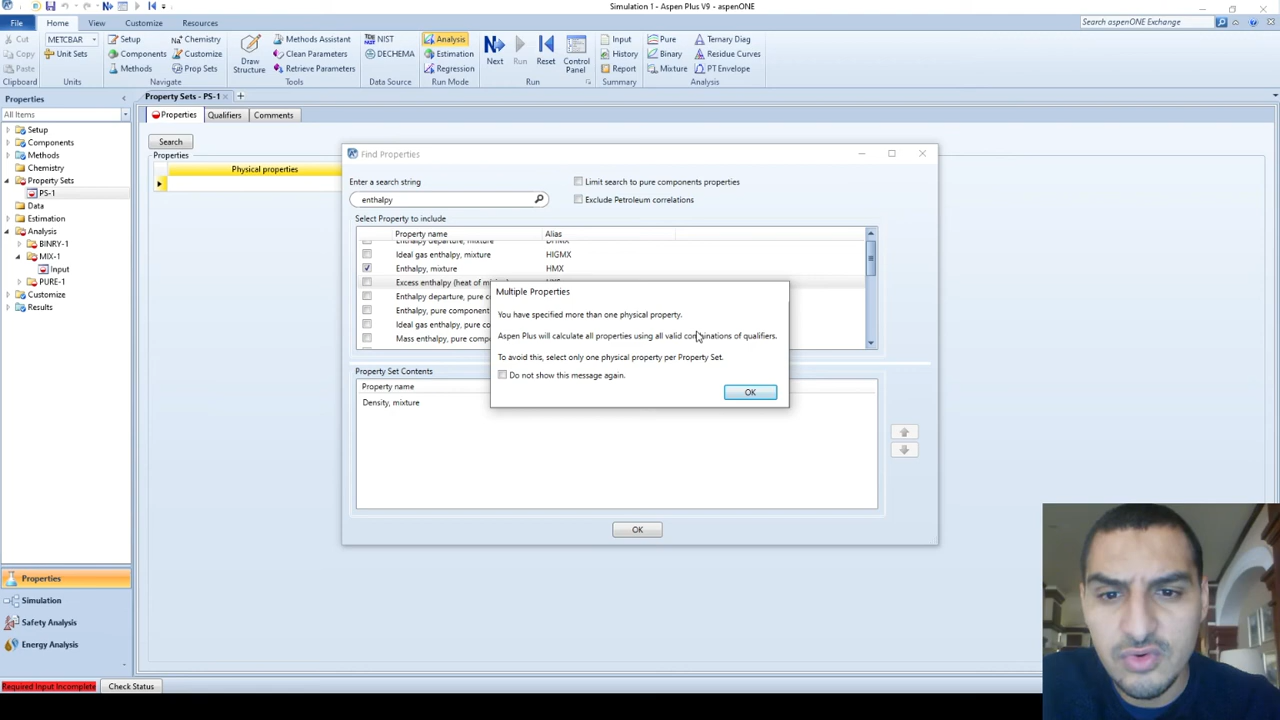 Simulation 1 - Aspen Plus V9 - aspenONE
File Home View Customize Resources
Search aspenONE Exchange
Cut METCBAR Setup Chemistry Methods Assistant NIST Analysis Input Pure Ternary Diag
Copy Unit Sets Components Customize Clean Parameters DECHEMA Estimation History Binary Residue Curves
Paste Methods Prop Sets Draw Structure Retrieve Parameters Regression Next Run Reset Control Panel Report Mixture PT Envelope
Clipboard Units Navigate Tools Data Source Run Mode Run Summary Analysis
Properties
All Items
Setup
Components
Methods
Chemistry
Property Sets
PS-1
Data
Estimation
Analysis
BINRY-1
MIX-1
Input
PURE-1
Customize
Results
Properties
Simulation
Safety Analysis
Energy Analysis
Property Sets - PS-1
Properties Qualifiers Comments
Search
Properties
Physical properties
Find Properties
Enter a search string
enthalpy
Limit search to pure components properties
Exclude Petroleum correlations
Select Property to include
Property name Alias
Enthalpy departure, mixture DHMX
Ideal gas enthalpy, mixture HIGMX
Enthalpy, mixture HMX
Excess enthalpy (heat of
Enthalpy departure, pure
Enthalpy, pure component
Ideal gas enthalpy, pure
Mass enthalpy, pure
Property Set Contents
Property name
Density, mixture
OK
Multiple Properties
You have specified more than one physical property.
Aspen Plus will calculate all properties using all valid combinations of qualifiers.
To avoid this, select only one physical property per Property Set.
Do not show this message again.
OK
Required Input Incomplete Check Status